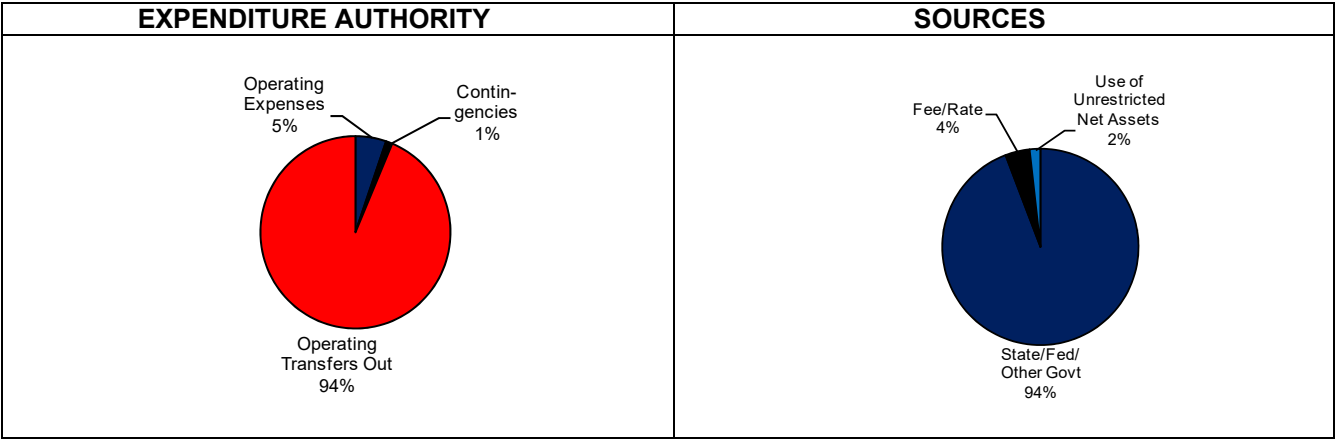 EXPENDITURE AUTHORITY
Operating
Expenses
5%
Contin-
gencies
1%
Operating
Transfers Out
94%
SOURCES
Fee/Rate
4%
Use of
Unrestricted
Net Assets
2%
State/Fed/
Other Govt
94%